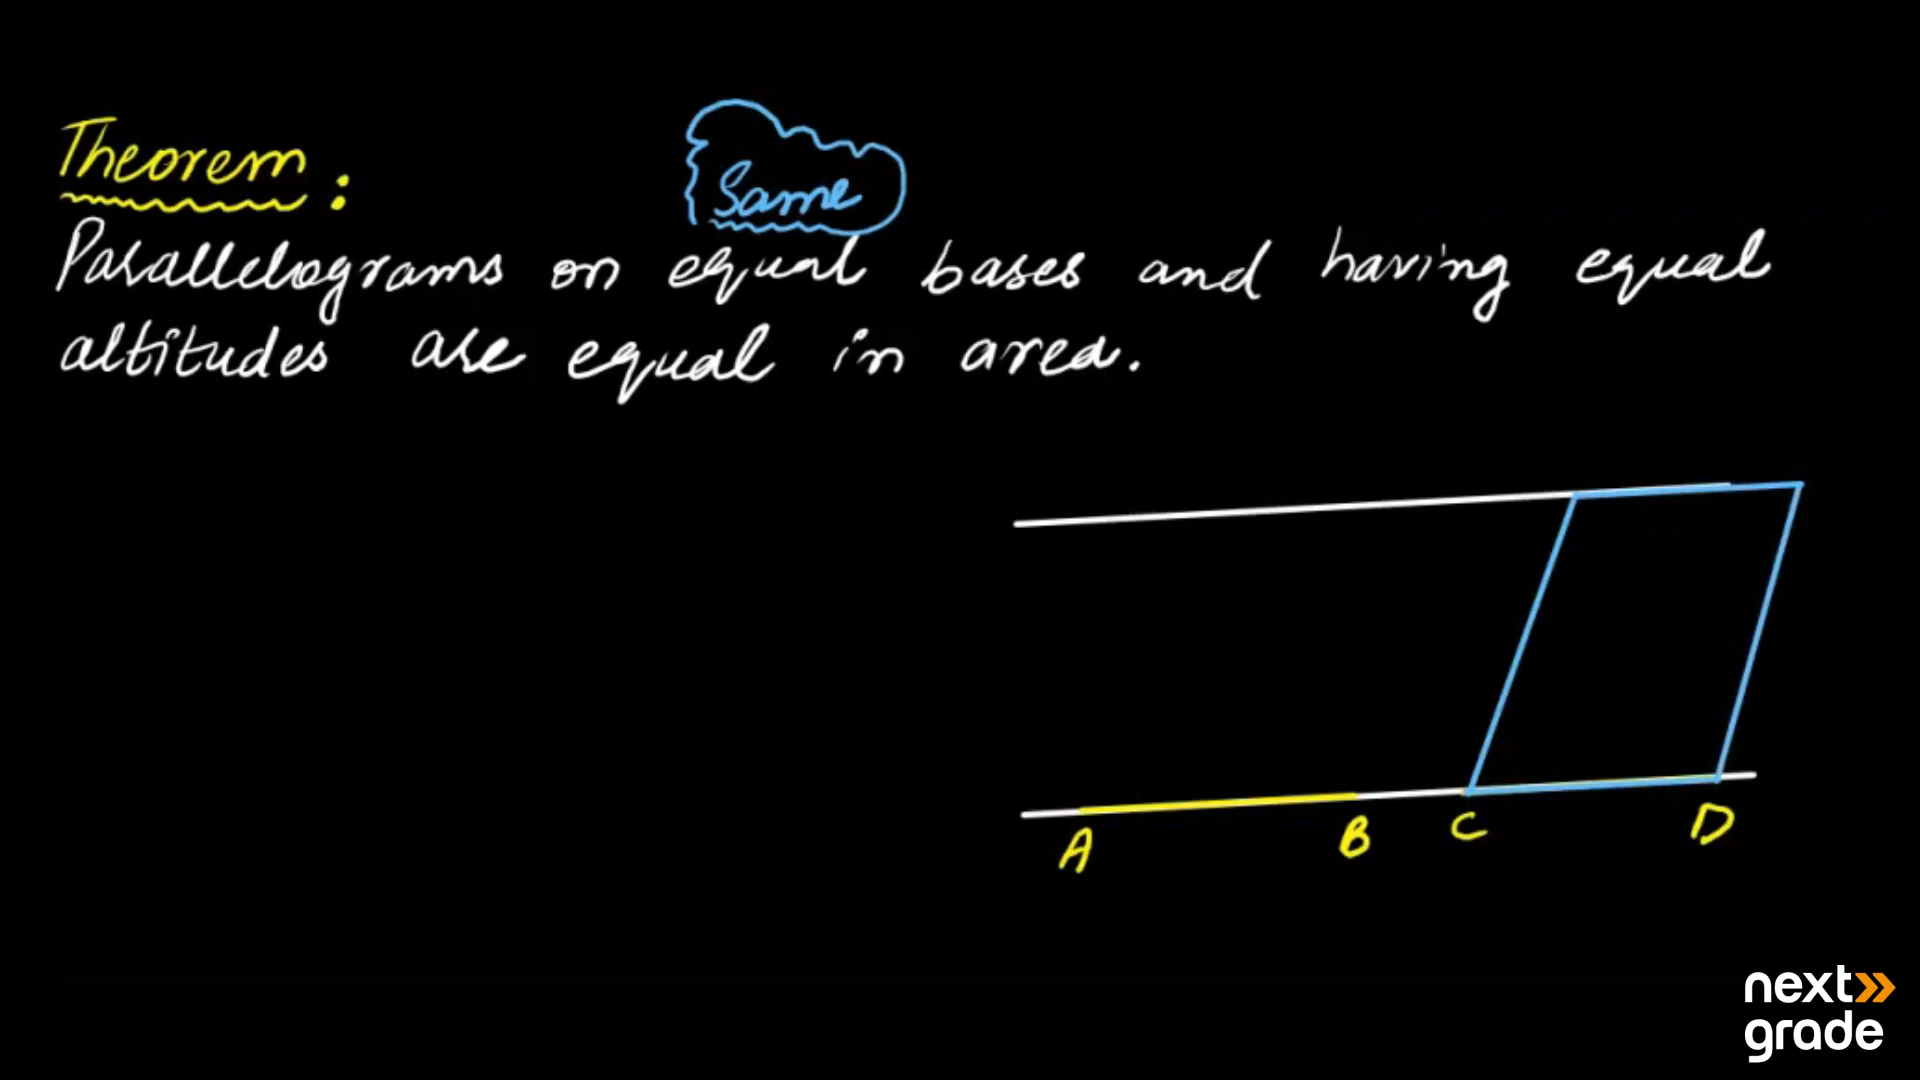 Theorem:
Same
Parallelograms on equal bases and having equal
altitudes are equal in area.
A B C D
next
grade